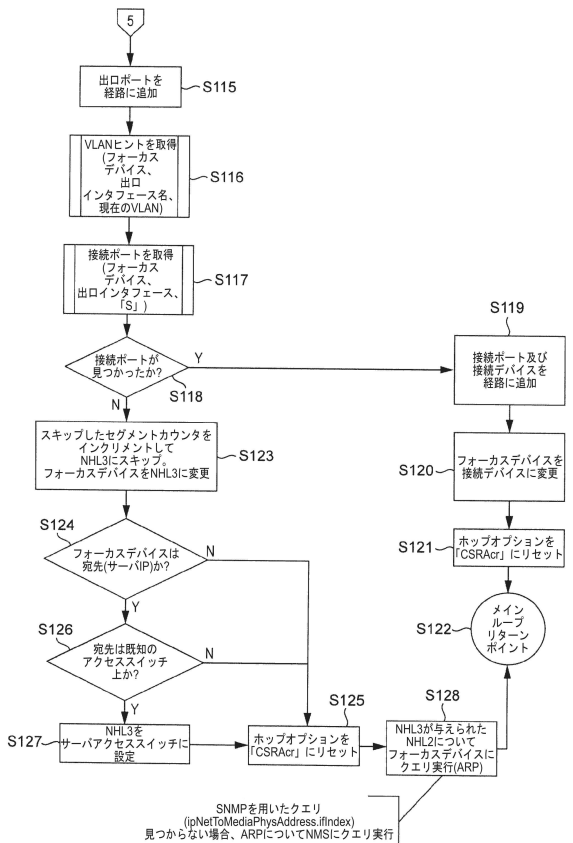 5
出口ポートを
経路に追加
S115
VLANヒントを取得
(フォーカス
デバイス、
出口
インタフェース名、
現在のVLAN)
S116
接続ポートを取得
(フォーカス
デバイス、
出口インタフェース、
「S」)
S117
接続ポートが
見つかったか?
S118
Y
N
S119
接続ポート及び
接続デバイスを
経路に追加
フォーカスデバイスを
接続デバイスに変更
S120
ホップオプションを
「CSRAcr」にリセット
S121
メイン
ループ
リターン
ポイント
S122
スキップしたセグメントカウンタを
インクリメントして
NHL3にスキップ。
フォーカスデバイスをNHL3に変更
S123
S124
フォーカスデバイスは
宛先(サーバIP)か?
N
Y
S126
宛先は既知の
アクセススイッチ
上か?
N
Y
S127
NHL3を
サーバアクセススイッチに
設定
S125
ホップオプションを
「CSRAcr」にリセット
S128
NHL3が与えられた
NHL2について
フォーカスデバイスに
クエリ実行(ARP)
SNMPを用いたクエリ
(ipNetToMediaPhysAddress.ifIndex)
見つからない場合、ARPについてNMSにクエリ実行